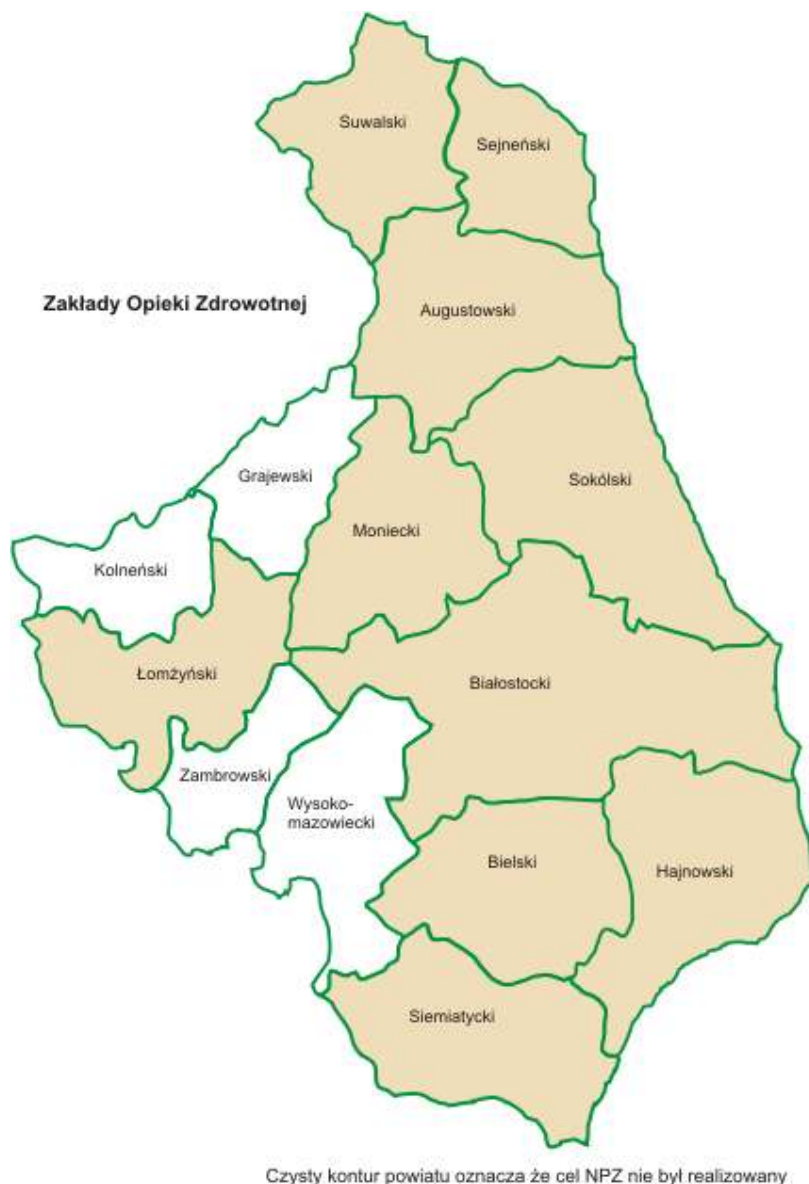 Suwalski
Sejneński
Zakłady Opieki Zdrowotnej
Augustowski
Grajewski
Sokólski
Moniecki
Kolneński
Łomżyński
Białostocki
Zambrowski
Wysoko-
mazowiecki
Bielski
Hajnowski
Siemiatycki
Czysty kontur powiatu oznacza że cel NPZ nie był realizowany